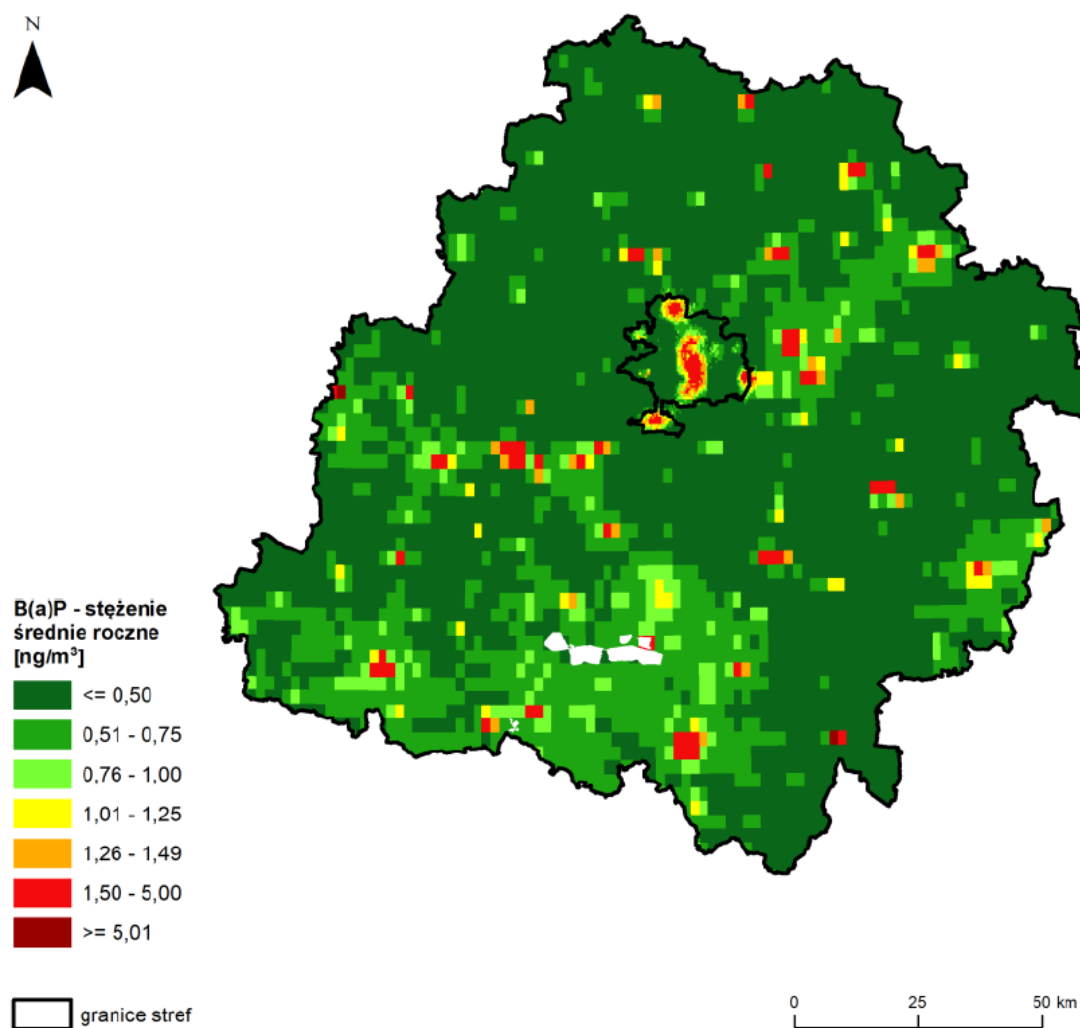 N
B(a)P - stężenie
średnie roczne
[ng/m³]
<= 0,50
0,51 - 0,75
0,76 - 1,00
1,01 - 1,25
1,26 - 1,49
1,50 - 5,00
>= 5,01
granice stref
0 25 50 km